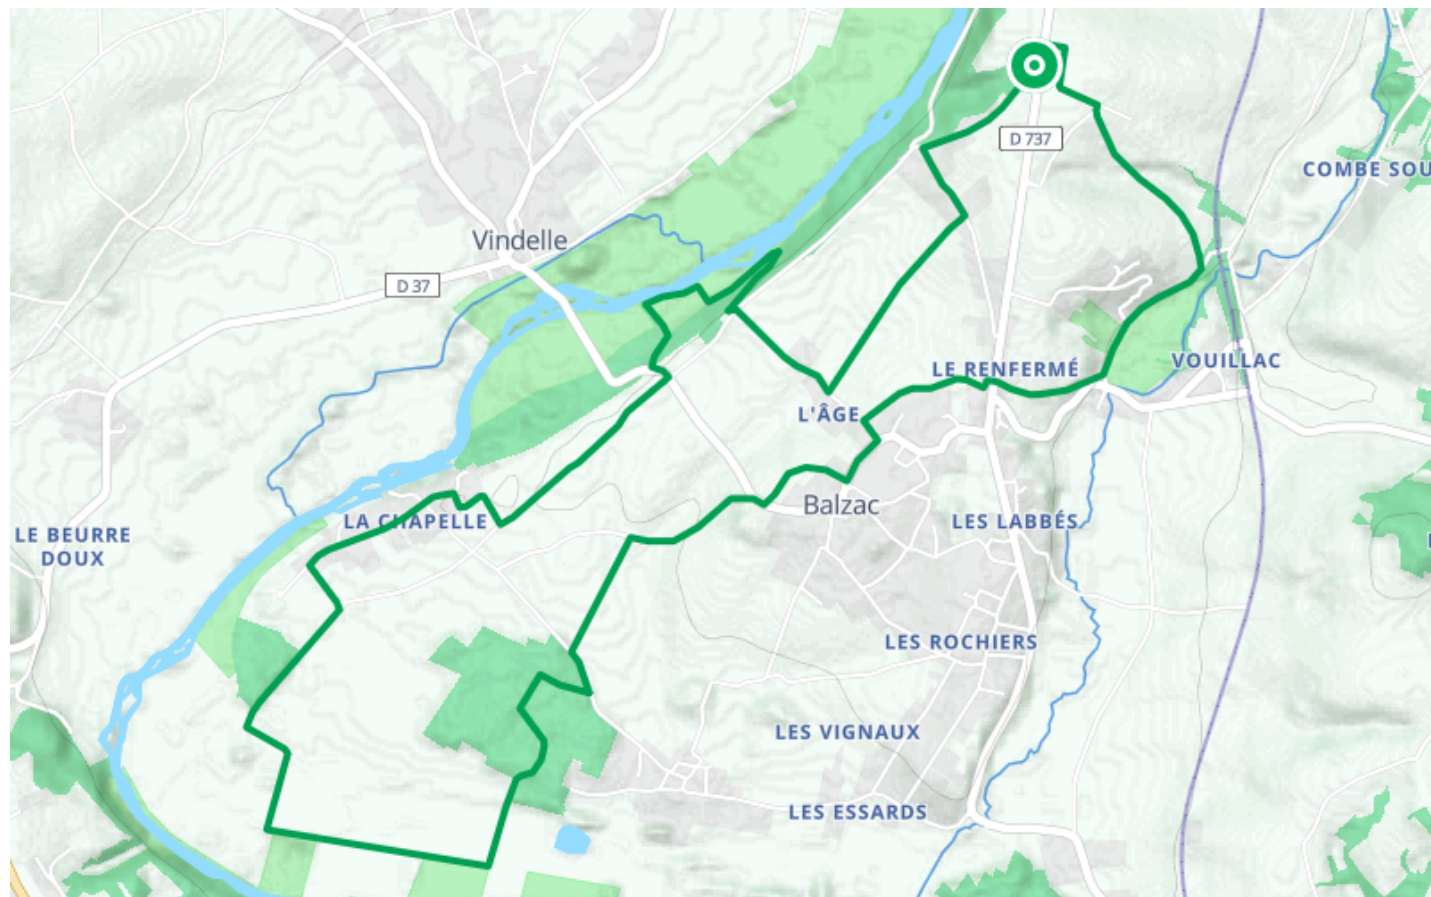 D 737
COMBE SOU
Vindelle
D 37
VOUILLAC
LE RENFERMÉ
L'ÂGE
Balzac
LA CHAPELLE
LES LABBÉS
LE BEURRE
DOUX
LES ROCHIERS
LES VIGNAUX
LES ESSARDS